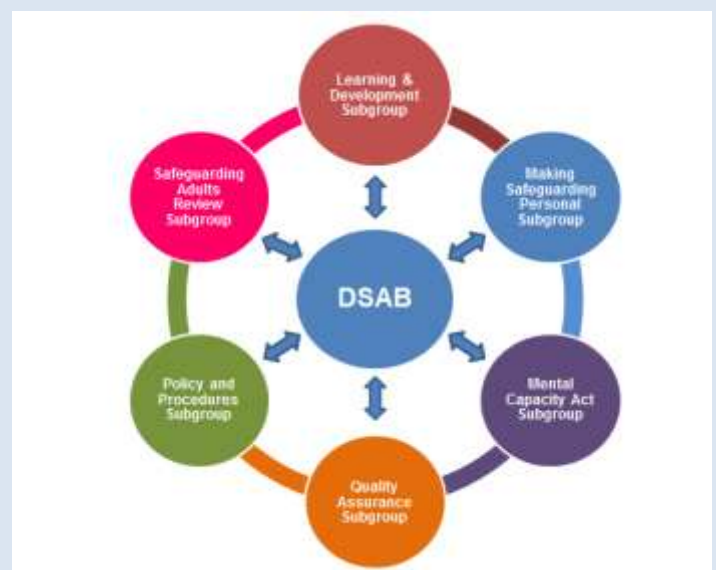 Learning &
Development
Subgroup
Safeguarding
Adults
Review
Subgroup
Making
Safeguarding
Personal
Subgroup
DSAB
Policy and
Procedures
Subgroup
Mental
Capacity Act
Subgroup
Quality
Assurance
Subgroup